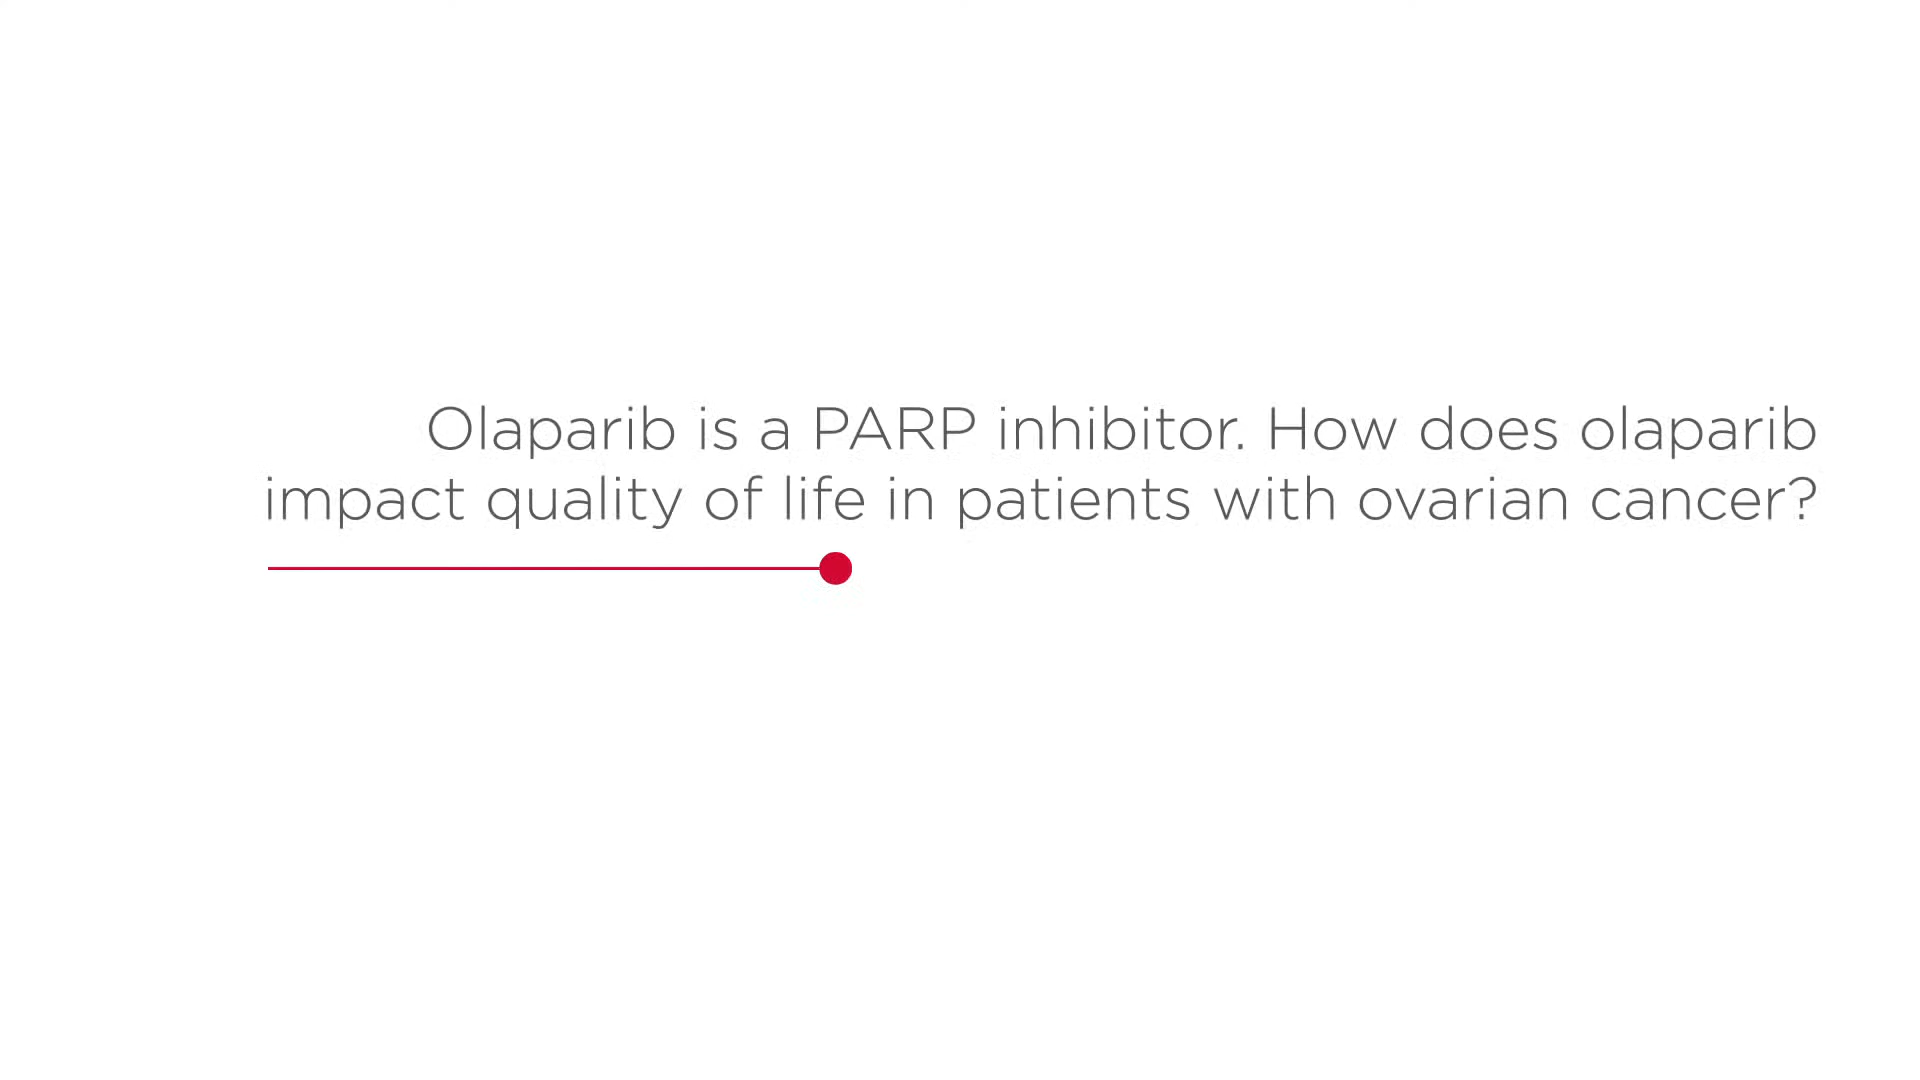 Olaparib is a PARP inhibitor. How does olaparib
impact quality of life in patients with ovarian cancer?